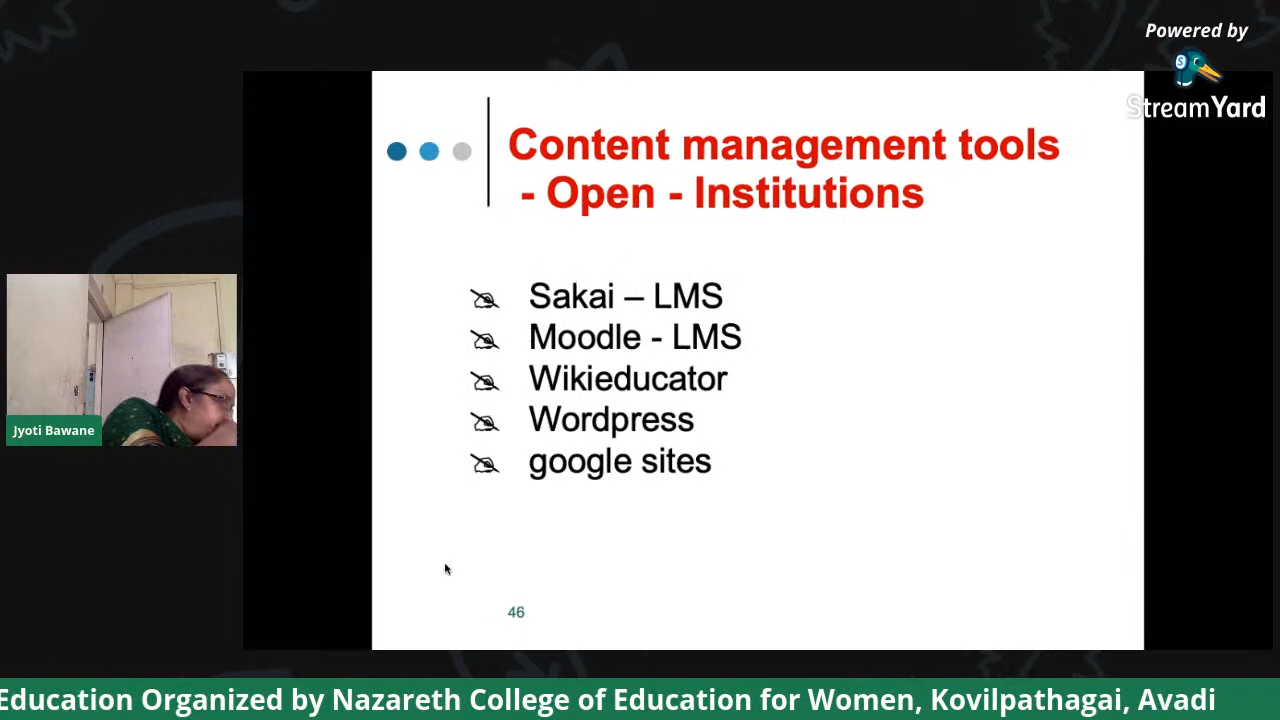 Powered by
StreamYard
Content management tools
- Open - Institutions
Sakai – LMS
Moodle - LMS
Wikieducator
Wordpress
google sites
Jyoti Bawane
46
Education Organized by Nazareth College of Education for Women, Kovilpathagai, Avadi